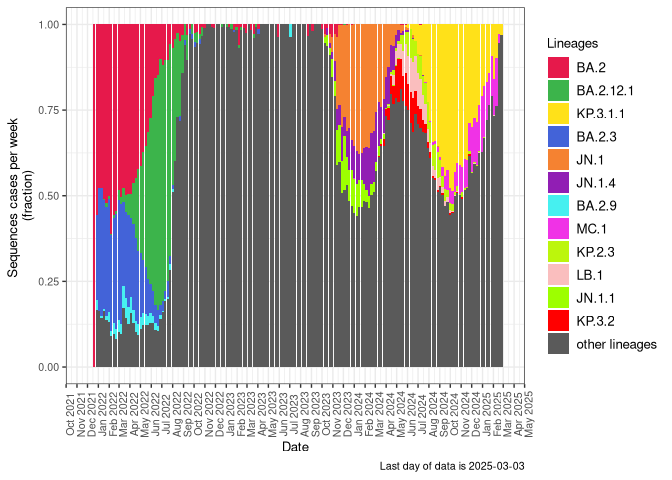 Sequences cases per week
(fraction)
1.00
0.75
0.50
0.25
0.00
Oct 2021
Nov 2021
Dec 2021
Jan 2022
Feb 2022
Mar 2022
Apr 2022
May 2022
Jun 2022
Jul 2022
Aug 2022
Sep 2022
Oct 2022
Nov 2022
Dec 2022
Jan 2023
Feb 2023
Mar 2023
Apr 2023
May 2023
Jun 2023
Jul 2023
Aug 2023
Sep 2023
Oct 2023
Nov 2023
Dec 2023
Jan 2024
Feb 2024
Mar 2024
Apr 2024
May 2024
Jun 2024
Jul 2024
Aug 2024
Sep 2024
Oct 2024
Nov 2024
Dec 2024
Jan 2025
Feb 2025
Mar 2025
Apr 2025
May 2025
Date
Lineages
BA.2
BA.2.12.1
KP.3.1.1
BA.2.3
JN.1
JN.1.4
BA.2.9
MC.1
KP.2.3
LB.1
JN.1.1
KP.3.2
other lineages
Last day of data is 2025-03-03